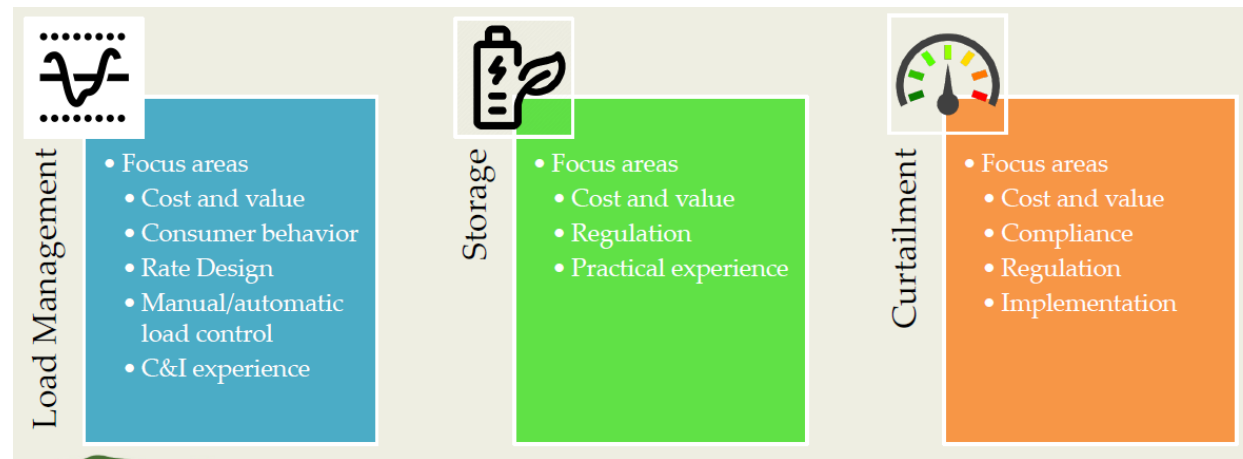 Load Management
• Focus areas
• Cost and value
• Consumer behavior
• Rate Design
• Manual/automatic
load control
• C&I experience
Storage
• Focus areas
• Cost and value
• Regulation
• Practical experience
Curtailment
• Focus areas
• Cost and value
• Compliance
• Regulation
• Implementation